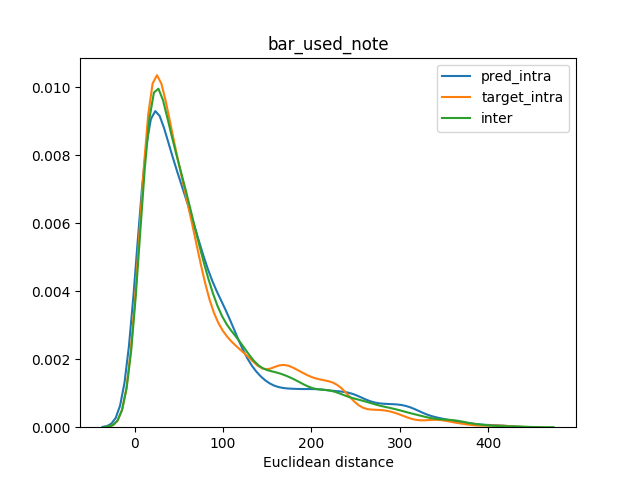 bar_used_note
pred_intra
target_intra
inter
0.010
0.008
0.006
0.004
0.002
0.000
0 100 200 300 400
Euclidean distance